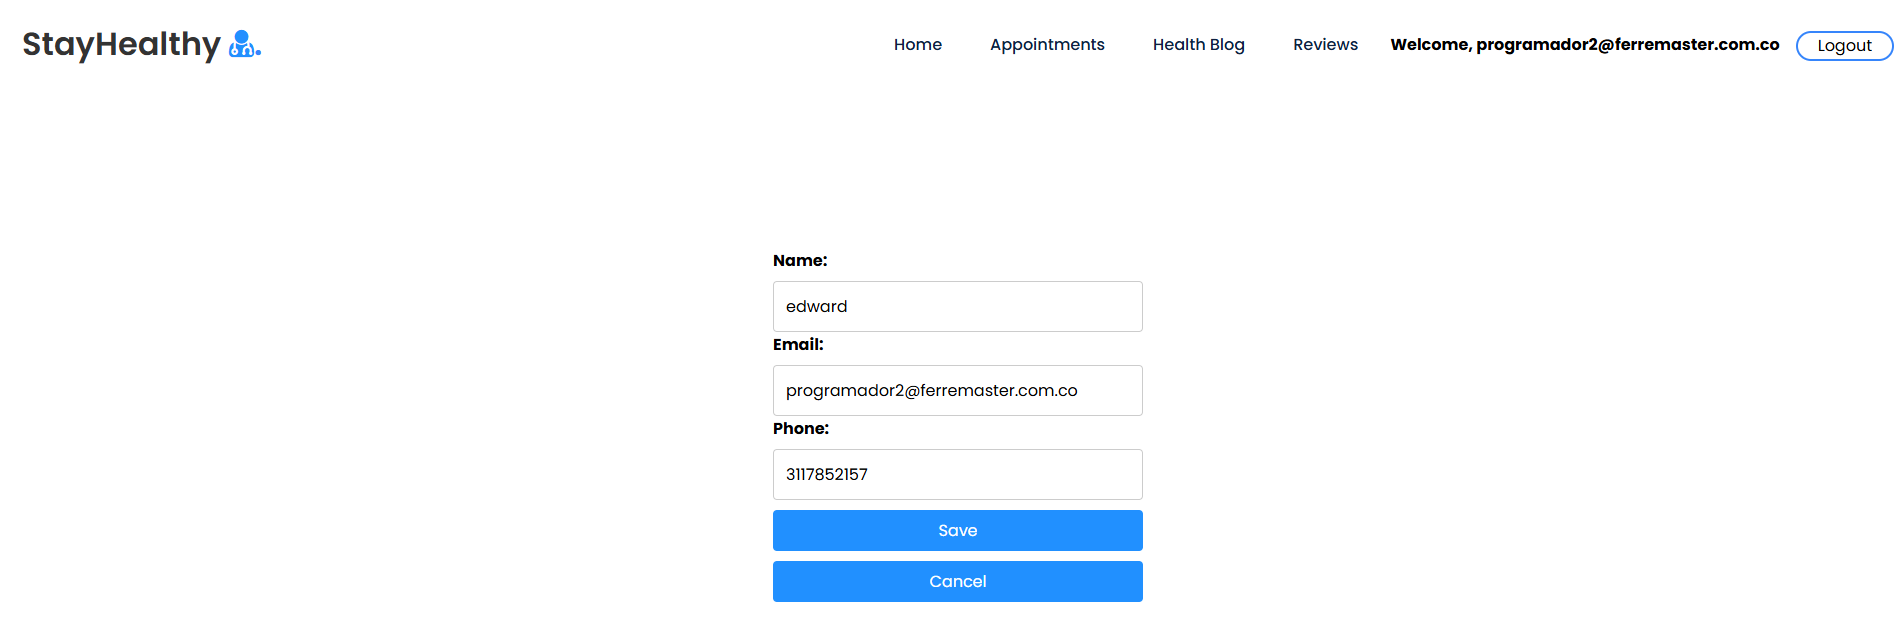 StayHealthy
Home Appointments Health Blog Reviews Welcome, programador2@ferremaster.com.co Logout
Name:
edward
Email:
programador2@ferremaster.com.co
Phone:
3117852157
Save
Cancel